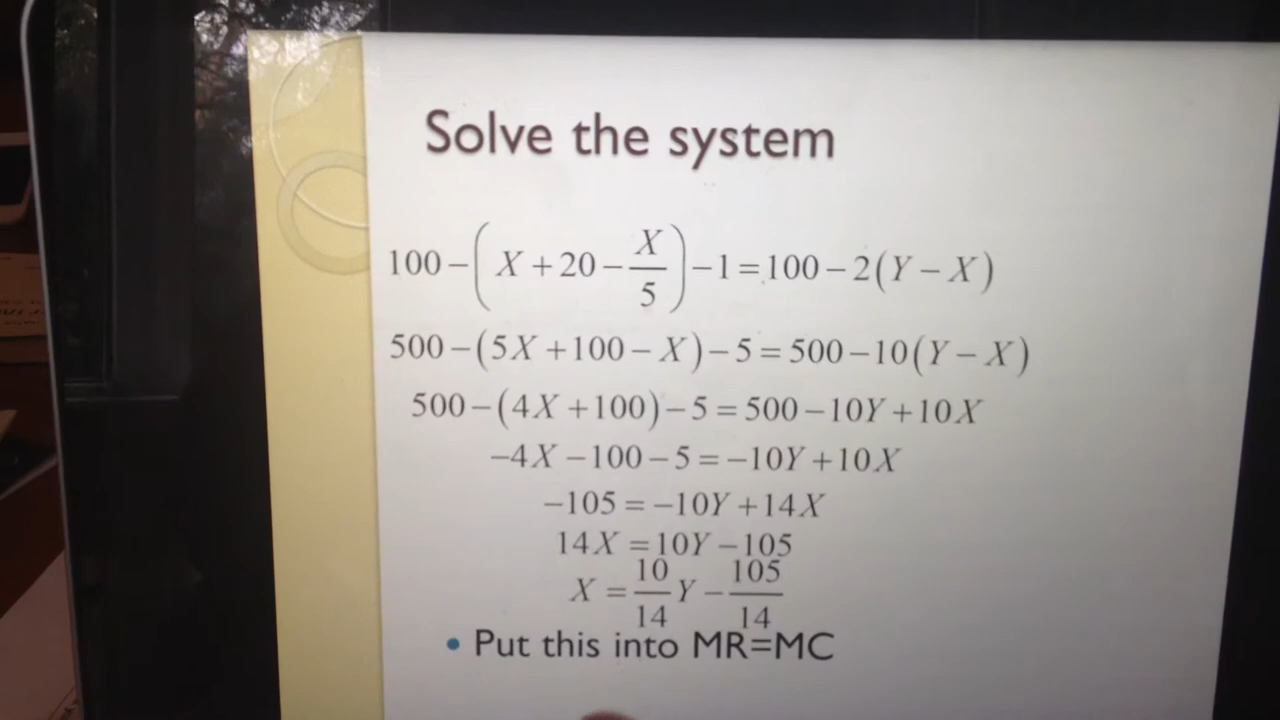 Solve the system
100 − ( X + 20 − X/5 ) − 1 = 100 − 2(Y − X)
500 − (5X + 100 − X) − 5 = 500 − 10(Y − X)
500 − (4X + 100) − 5 = 500 − 10Y + 10X
−4X − 100 − 5 = −10Y + 10X
−105 = −10Y + 14X
14X = 10Y − 105
X = 10/14 Y − 105/14
• Put this into MR=MC